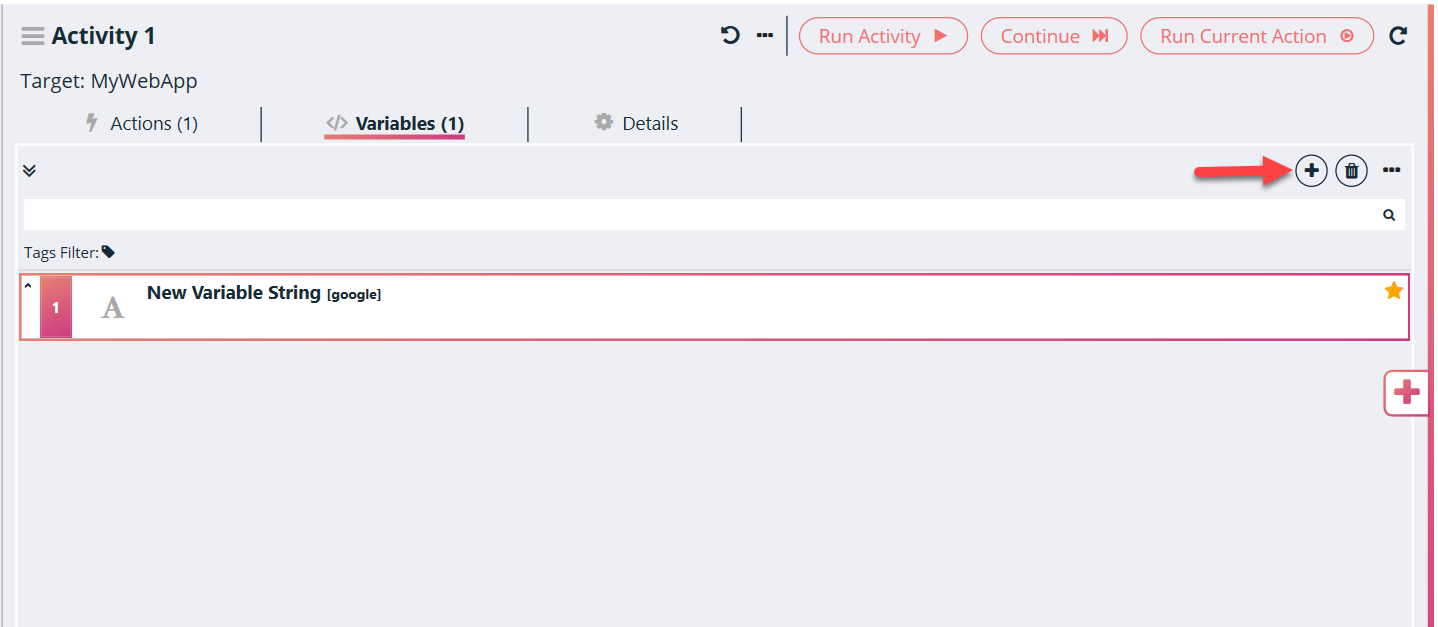 Activity 1
Run Activity
Continue
Run Current Action
Target: MyWebApp
Actions (1)
Variables (1)
Details
Tags Filter:
1
A
New Variable String [google]